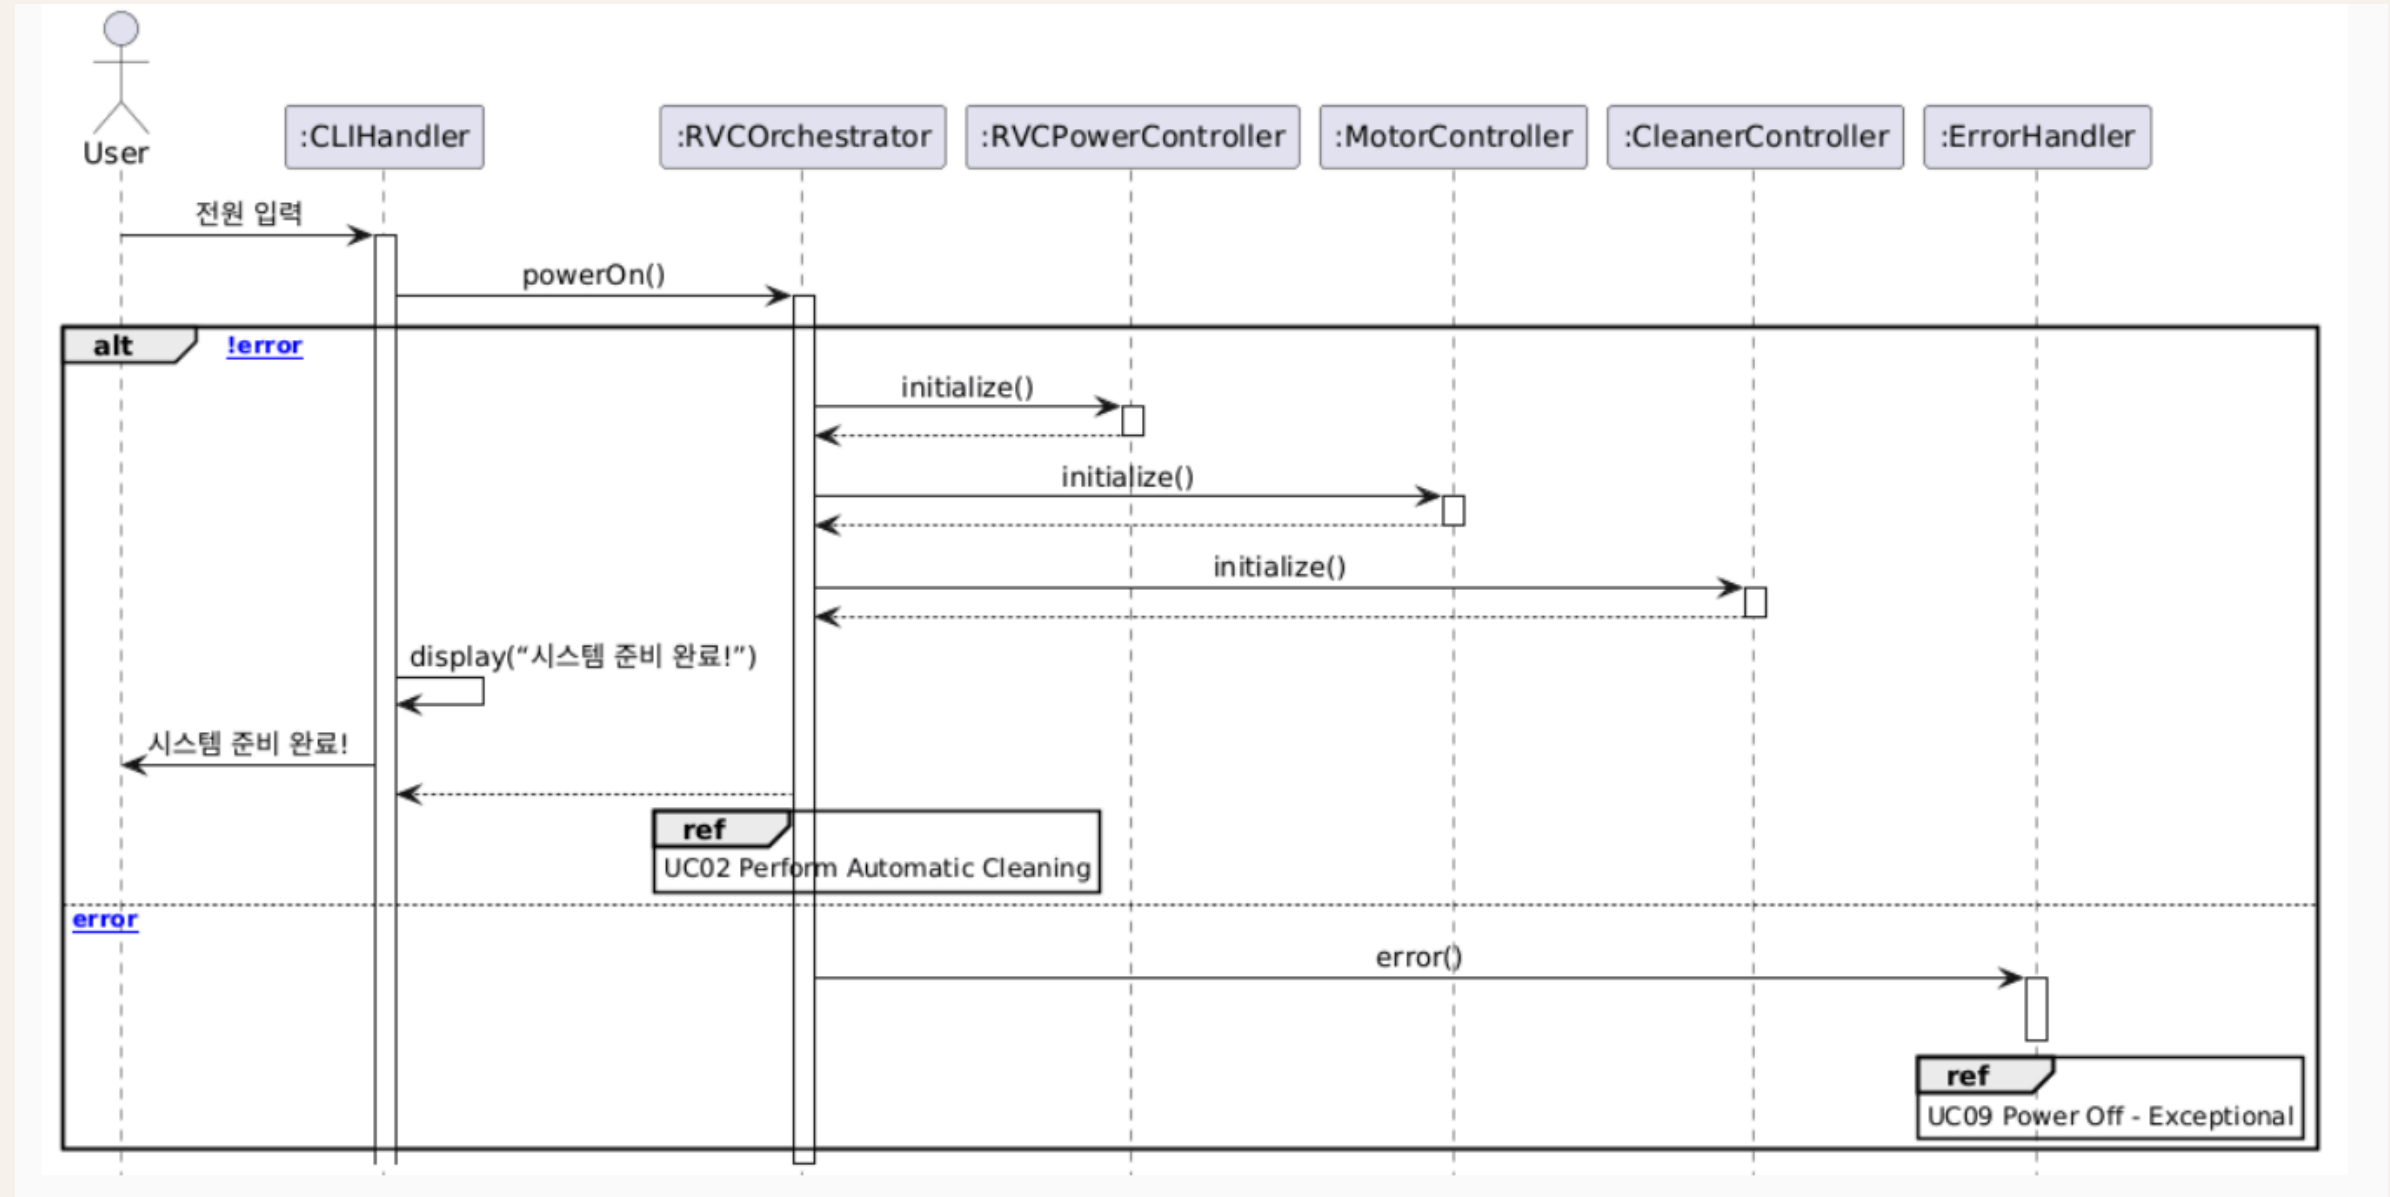 User
:CLIHandler
:RVCOrchestrator
:RVCPowerController
:MotorController
:CleanerController
:ErrorHandler
전원 입력
powerOn()
alt
!error
initialize()
initialize()
initialize()
display(“시스템 준비 완료!”)
시스템 준비 완료!
ref
UC02 Perform Automatic Cleaning
error
error()
ref
UC09 Power Off - Exceptional